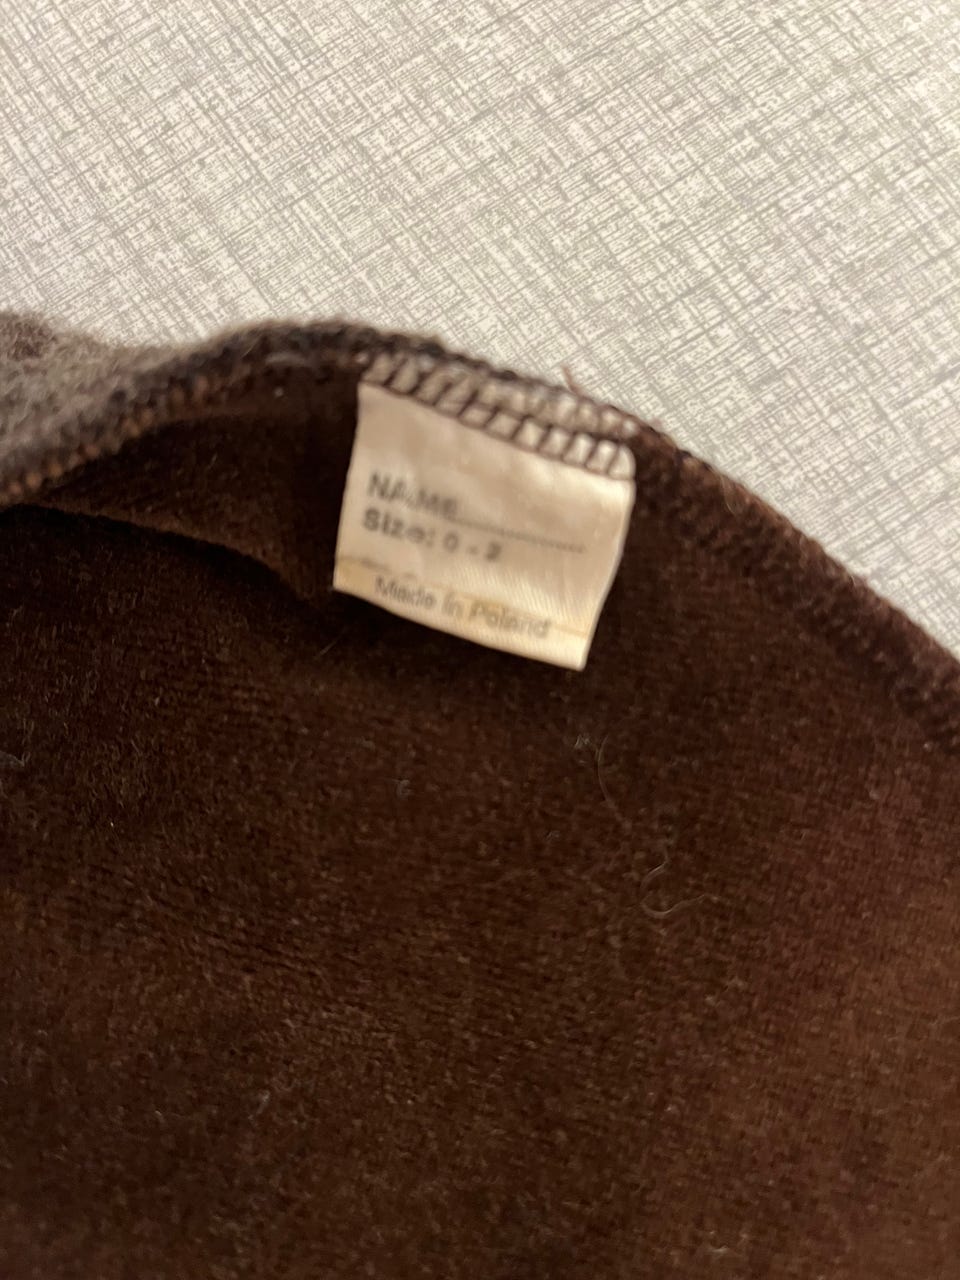 NAME..........................
Size: 0 - 2
Made in Poland